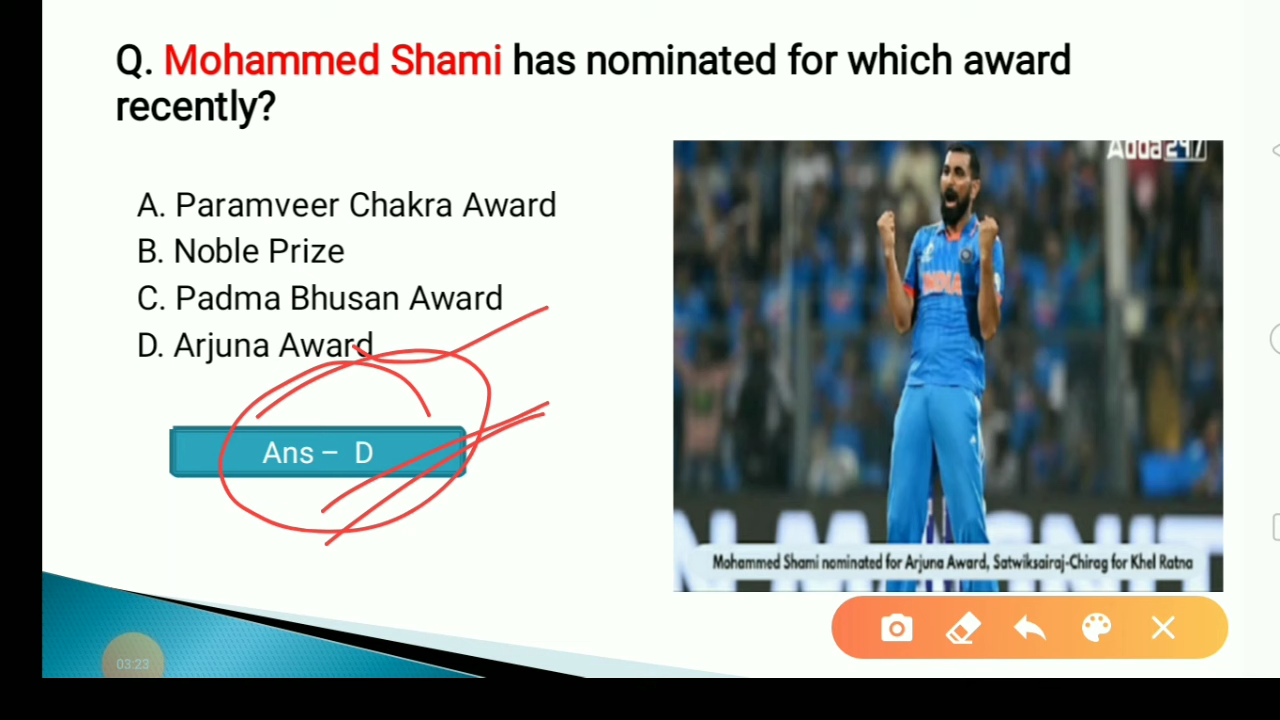 Q. Mohammed Shami has nominated for which award
recently?
A. Paramveer Chakra Award
B. Noble Prize
C. Padma Bhusan Award
D. Arjuna Award
Ans – D
Adda247
Mohammed Shami nominated for Arjuna Award, Satwiksairaj-Chirag for Khel Ratna
03:23